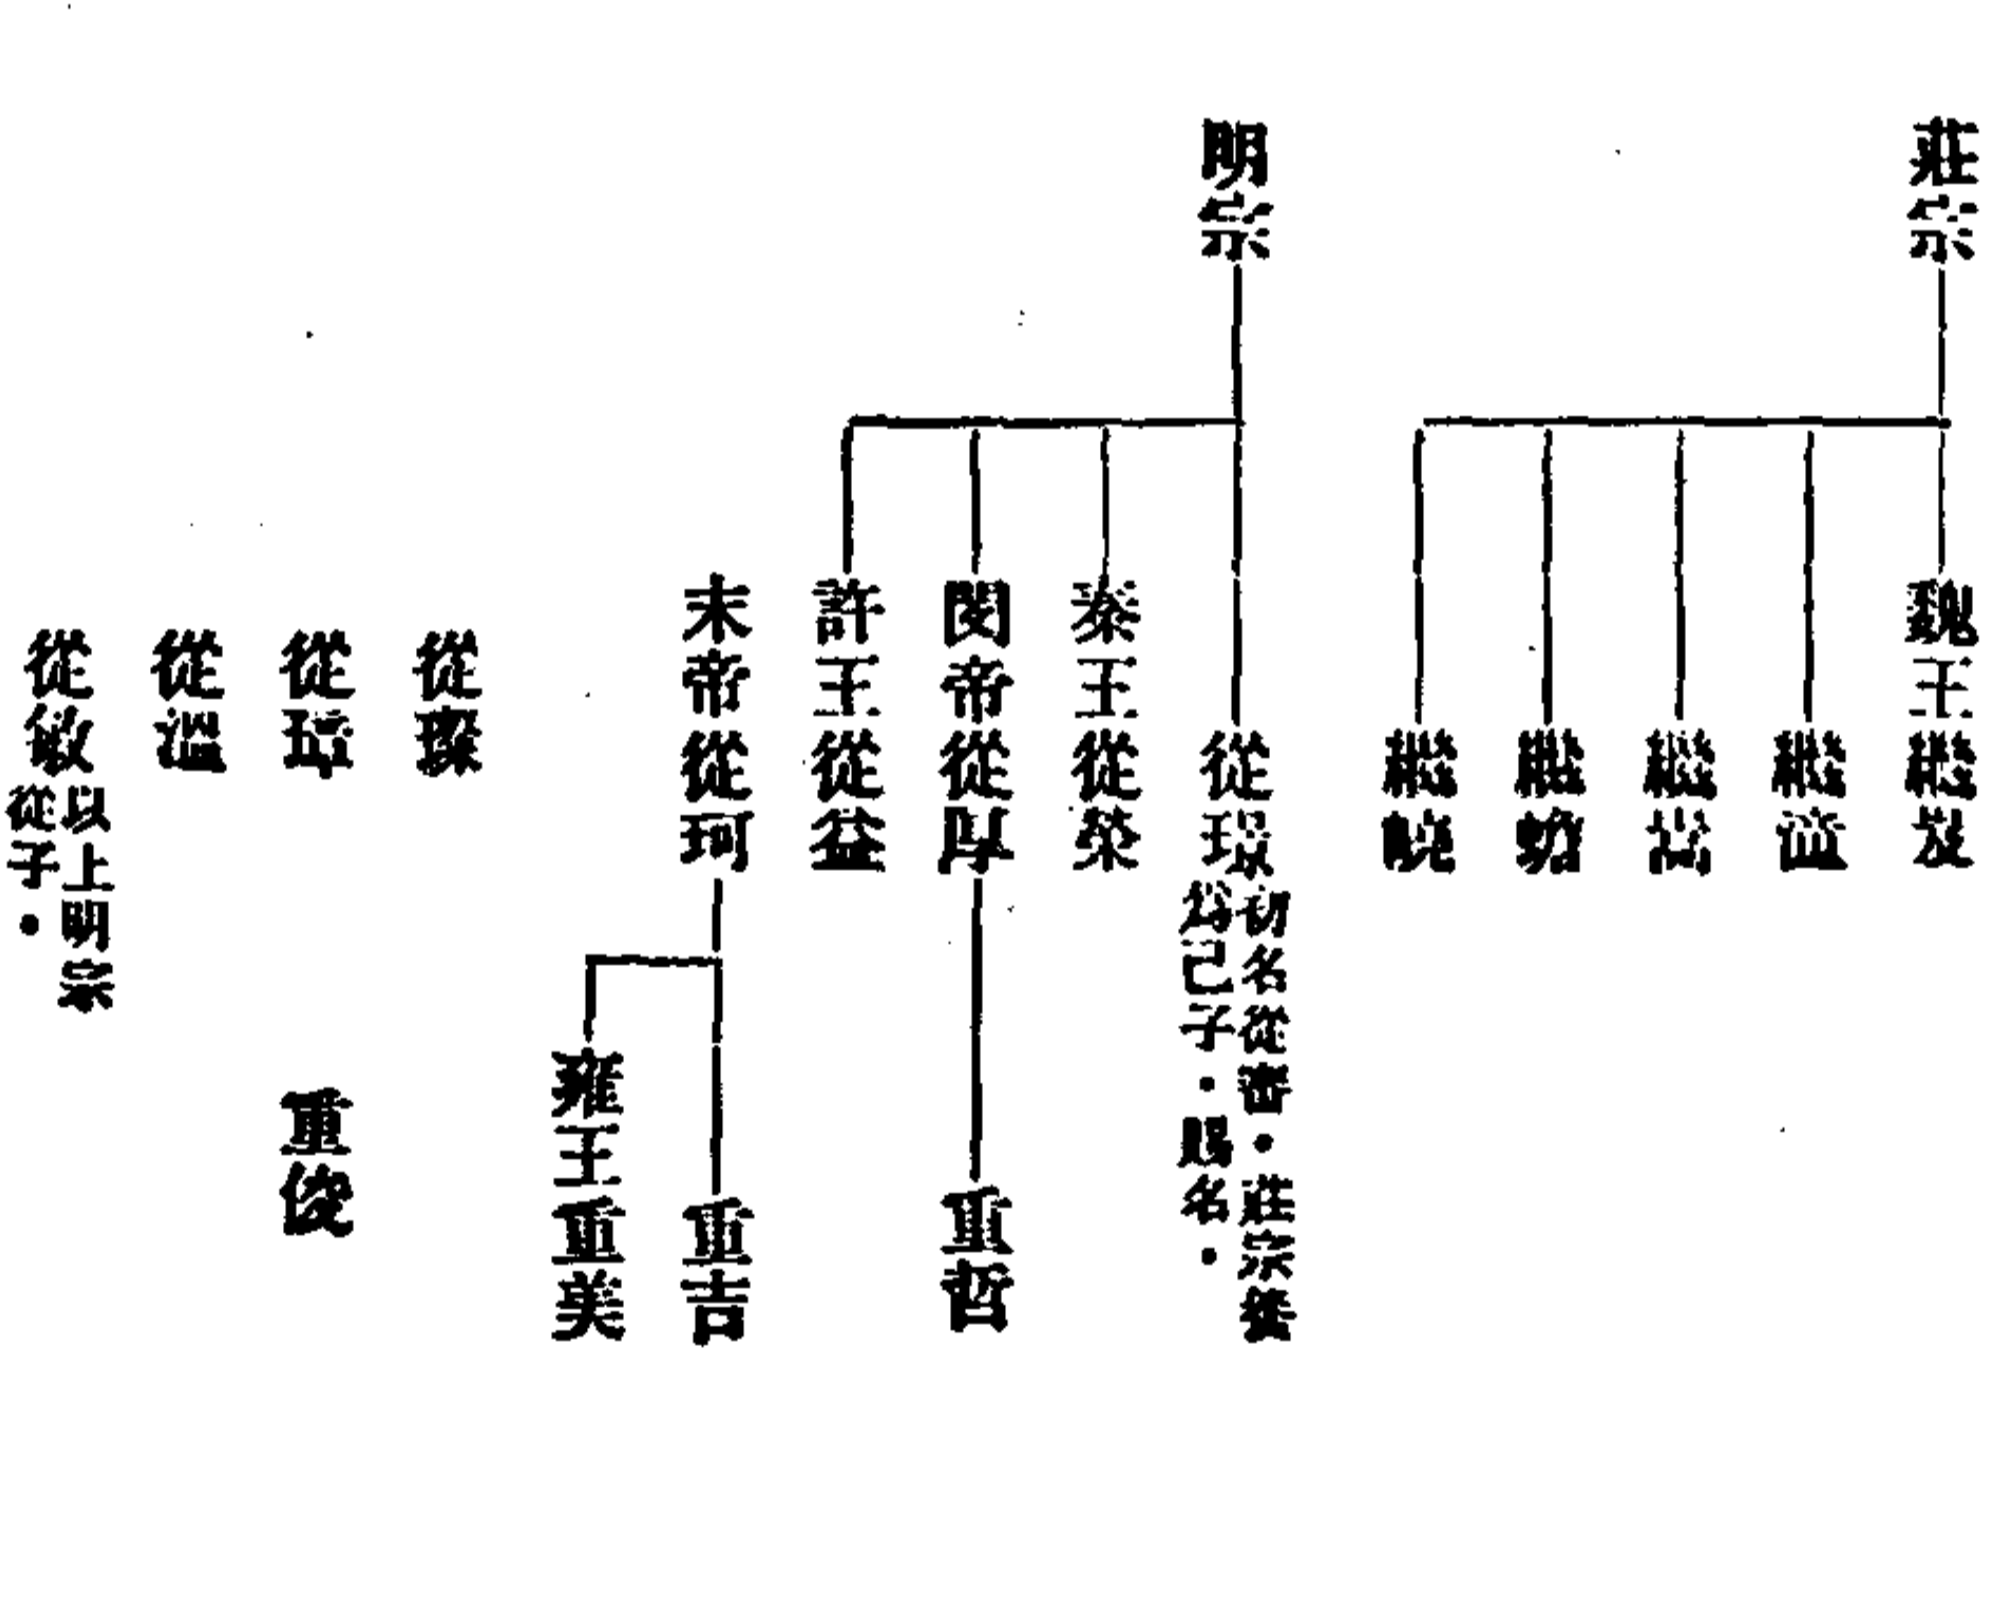 莊宗
魏王繼岌
繼潼
繼嵩
繼蟾
繼嶢
明宗
從璟初名從審·莊宗養
爲己子·賜名·
秦王從榮
閔帝從厚
重哲
許王從益
末帝從珂
重吉
雍王重美
從璨
從璋
重俊
從溫
從敏以上明宗
從子·